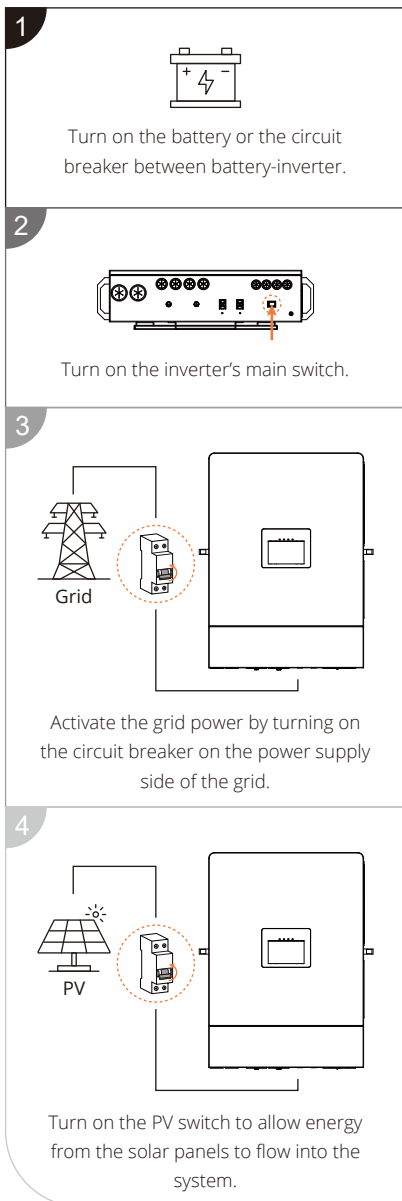 1
+ −
Turn on the battery or the circuit
breaker between battery-inverter.
2
Turn on the inverter’s main switch.
3
Grid
Activate the grid power by turning on
the circuit breaker on the power supply
side of the grid.
4
PV
Turn on the PV switch to allow energy
from the solar panels to flow into the
system.